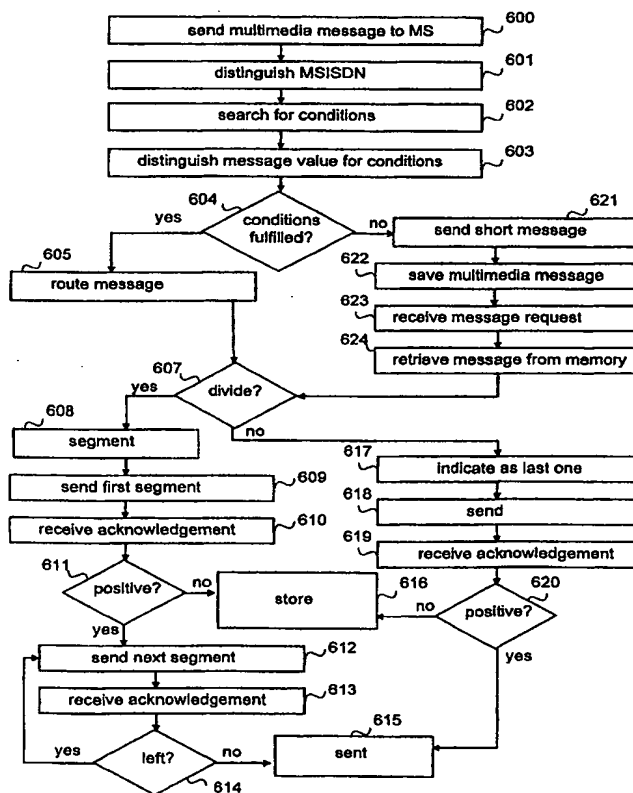 send multimedia message to MS
600
distinguish MSISDN
601
search for conditions
602
distinguish message value for conditions
603
604
conditions
fulfilled?
yes
no
605
route message
621
send short message
622
save multimedia message
623
receive message request
624
retrieve message from memory
607
divide?
yes
no
608
segment
send first segment
609
receive acknowledgement
610
611
positive?
no
yes
616
store
617
indicate as last one
618
send
619
receive acknowledgement
620
positive?
no
yes
send next segment
612
receive acknowledgement
613
left?
yes
no
614
615
sent